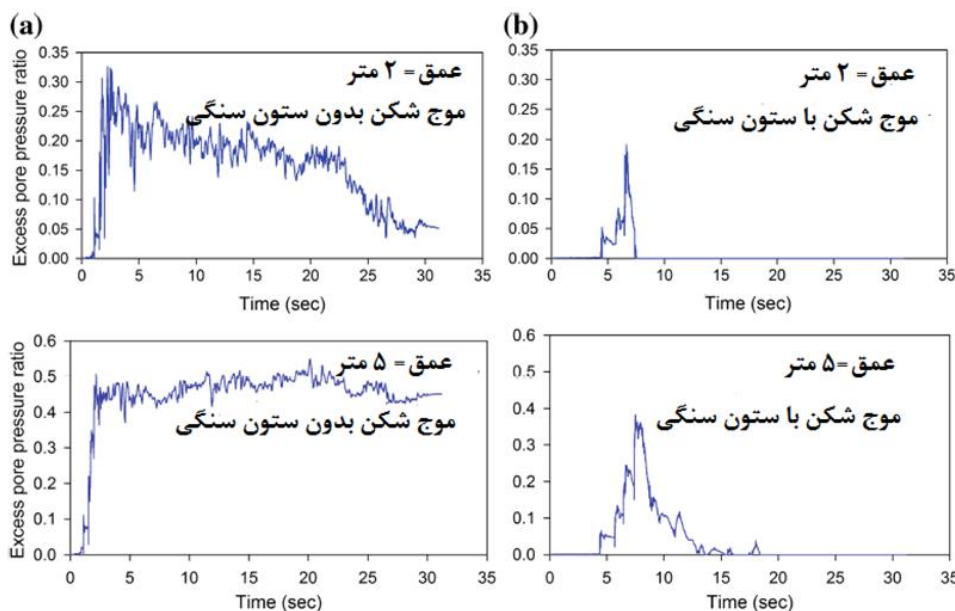 (a)
Excess pore pressure ratio
0.35
0.30
0.25
0.20
0.15
0.10
0.05
0.00
عمق = ۲ متر
موج شکن بدون ستون سنگی
0 5 10 15 20 25 30 35
Time (sec)
(b)
0.35
0.30
0.25
0.20
0.15
0.10
0.05
0.00
عمق = ۲ متر
موج شکن با ستون سنگی
0 5 10 15 20 25 30 35
Time (sec)
Excess pore pressure ratio
0.6
0.5
0.4
0.3
0.2
0.1
0.0
عمق = ۵ متر
موج شکن بدون ستون سنگی
0 5 10 15 20 25 30 35
Time (sec)
Excess pore pressure ratio
0.6
0.5
0.4
0.3
0.2
0.1
0.0
عمق =۵ متر
موج شکن با ستون سنگی
0 5 10 15 20 25 30 35
Time (sec)